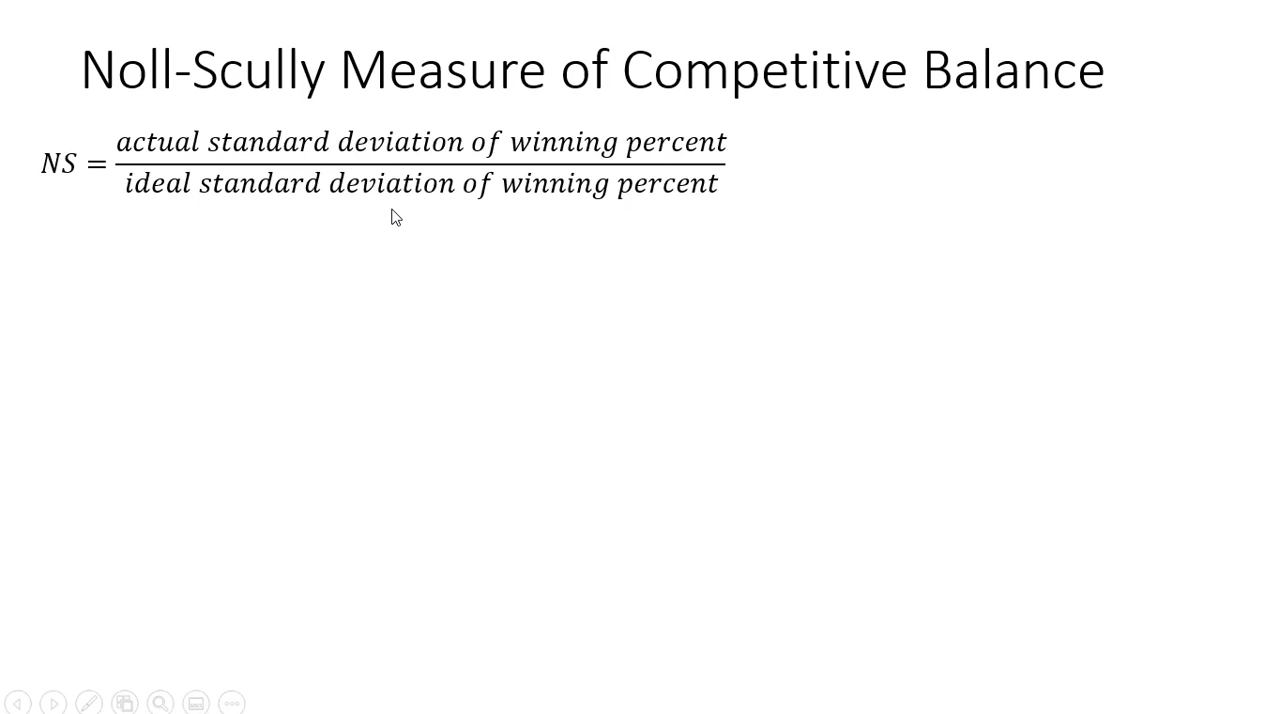 Noll-Scully Measure of Competitive Balance
NS = actual standard deviation of winning percent
ideal standard deviation of winning percent